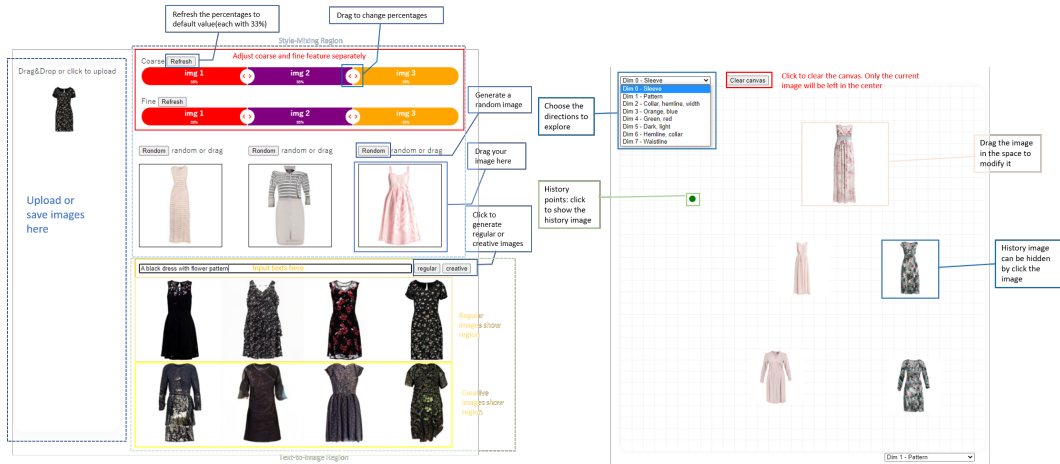 Refresh the percentages to
default value(each with 33%)
Drag to change percentages
Style-Mixing Region
Coarse
Refresh
Adjust coarse and fine feature separately
Drag&Drop or click to upload
img 1
img 2
img 3
33%
33%
33%
Fine
Refresh
img 1
img 2
img 3
33%
33%
33%
Generate a
random image
Rondom
random or drag
Rondom
random or drag
Rondom
random or drag
Drag your
image here
Upload or
save images
here
Click to
generate
regular or
creative images
A black dress with flower pattern
Input texts here
regular
creative
Regular
images show
region
Creative
images show
region
Text-to-Image Region
Choose the
directions to
explore
Dim 0 - Sleeve
Dim 0 - Sleeve
Dim 1 - Pattern
Dim 2 - Collar, hemline, width
Dim 3 - Orange, blue
Dim 4 - Green, red
Dim 5 - Dark, light
Dim 6 - Hemline, collar
Dim 7 - Waistline
Clear canvas
Click to clear the canvas. Only the current
image will be left in the center
Drag the image
in the space to
modify it
History
points: click
to show the
history image
History image
can be hidden
by click the
image
Dim 1 - Pattern